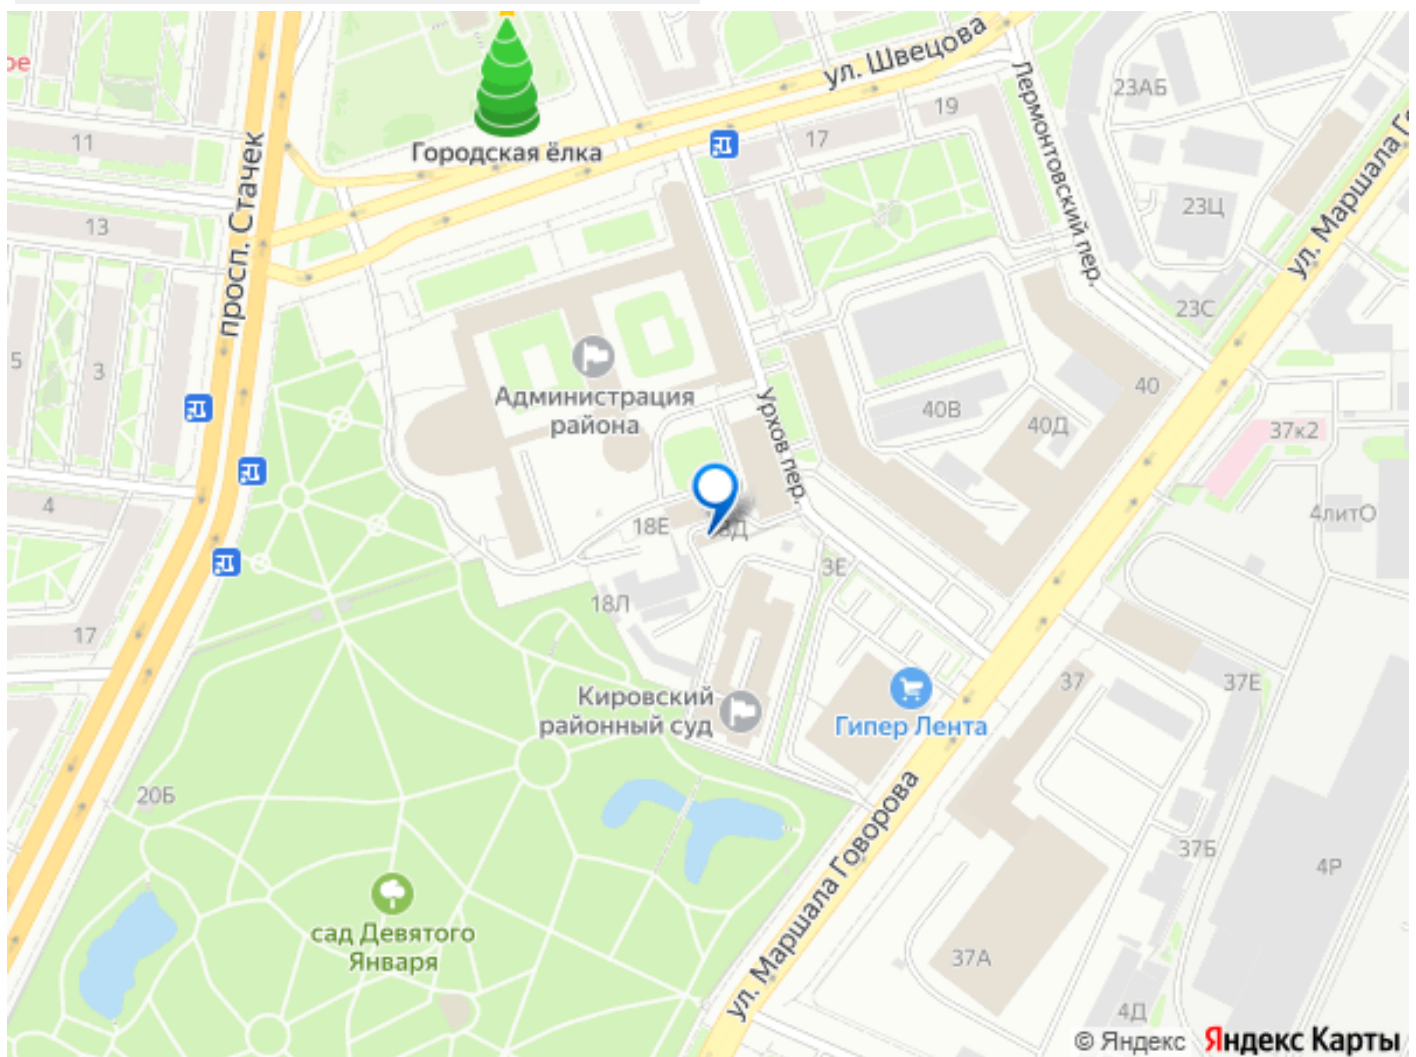 ул. Швецова
Лермонтовский пер.
23АБ
19
17
11
Городская ёлка
просп. Стачек
13
23Ц
ул. Маршала Г
23С
5
3
Администрация
района
40
40В
40Д
Урхов пер.
37к2
4
4литО
18Е
3Е
18Л
17
37
37Е
Кировский
районный суд
Гипер Лента
20Б
ул. Маршала Говорова
37Б
4Р
сад Девятого
Января
37А
4Д
© Яндекс Яндекс Карты